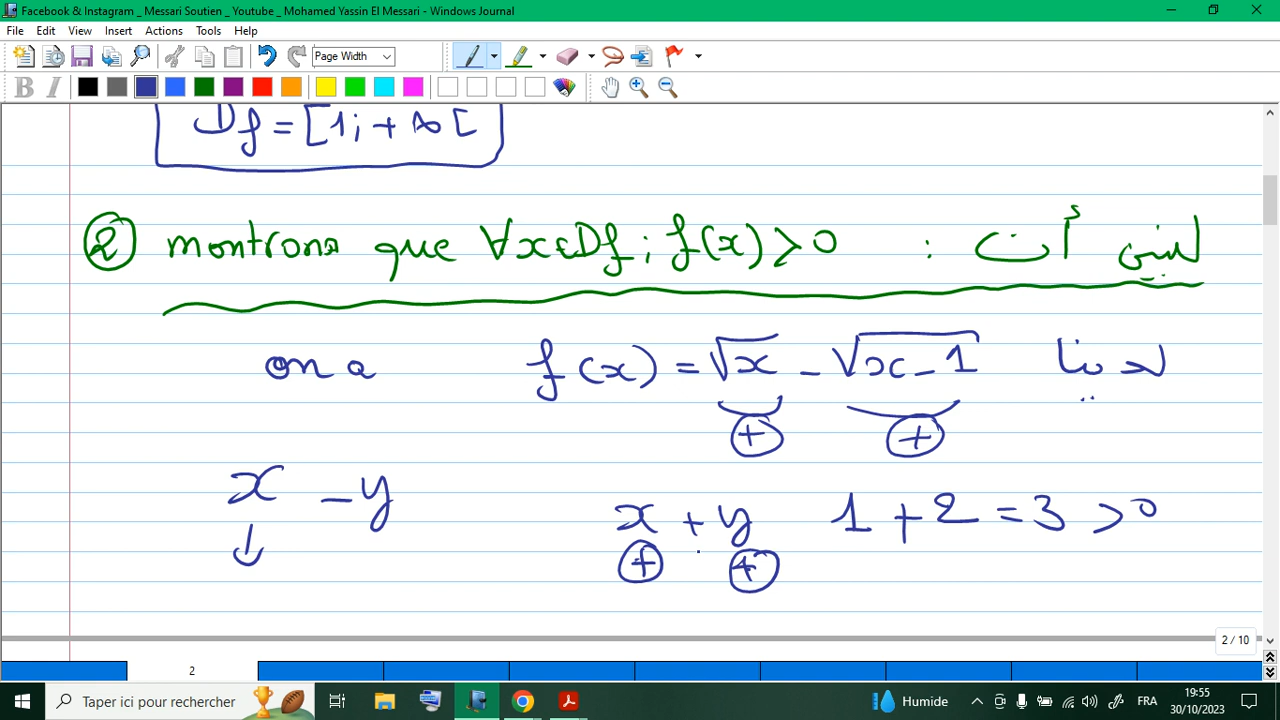 Facebook & Instagram _ Messari Soutien _ Youtube _ Mohamed Yassin El Messari - Windows Journal
File Edit View Insert Actions Tools Help
Page Width
B I
Df = [1; + ∞ [
② montrons que ∀x∈Df ; f(x) > 0 : لنبين أن
on a f(x) = √x - √(x - 1) لدينا
+ +
x - y
x + y 1 + 2 = 3 > 0
+ +
2 / 10
2
Taper ici pour rechercher
Humide
FRA
19:55
30/10/2023